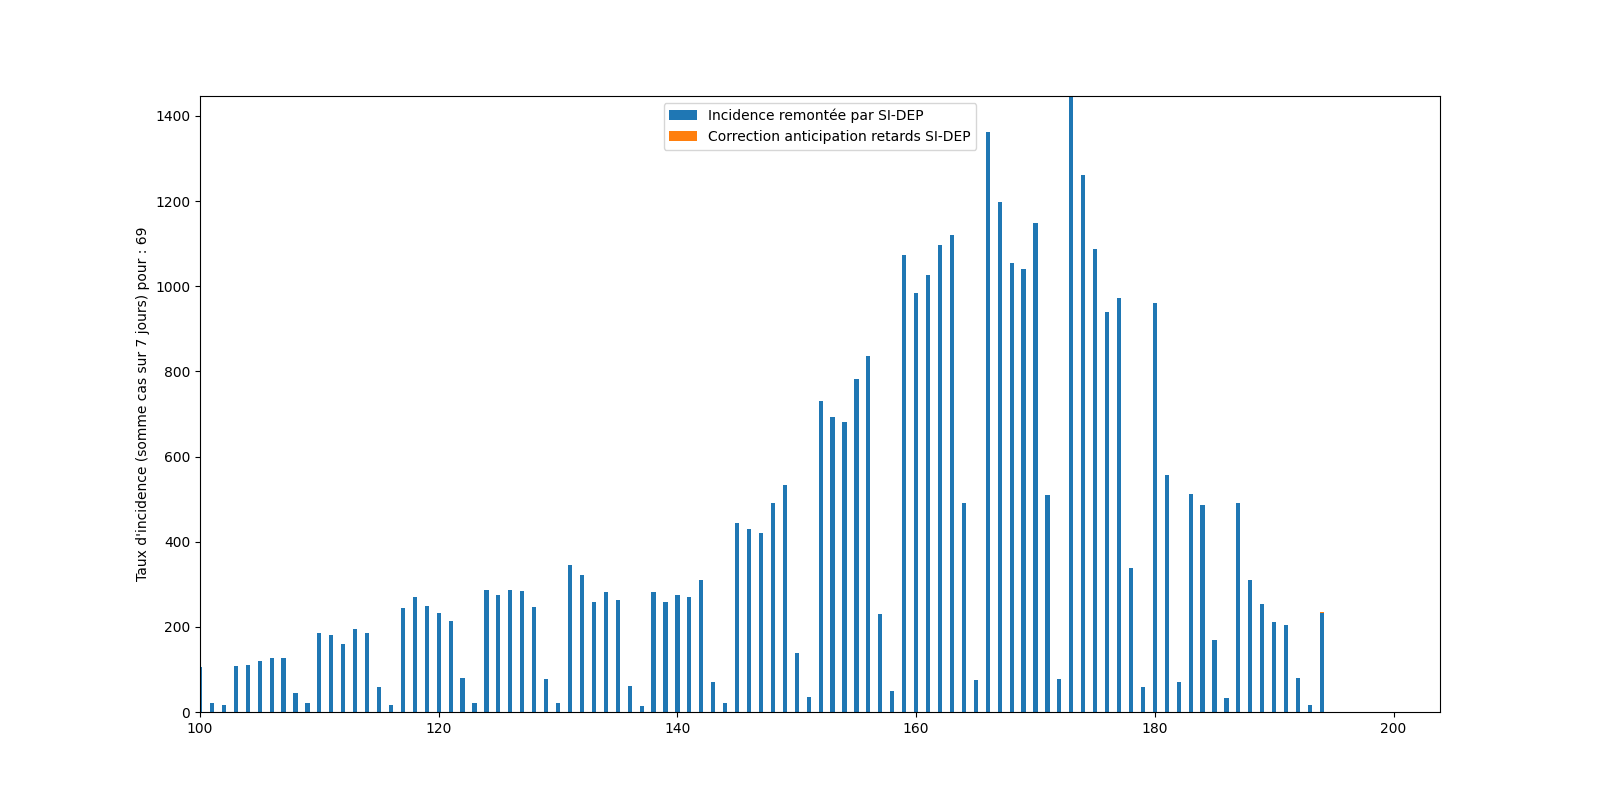 Incidence remontée par SI-DEP
Correction anticipation retards SI-DEP
Taux d'incidence (somme cas sur 7 jours) pour : 69
1400
1200
1000
800
600
400
200
0
100 120 140 160 180 200